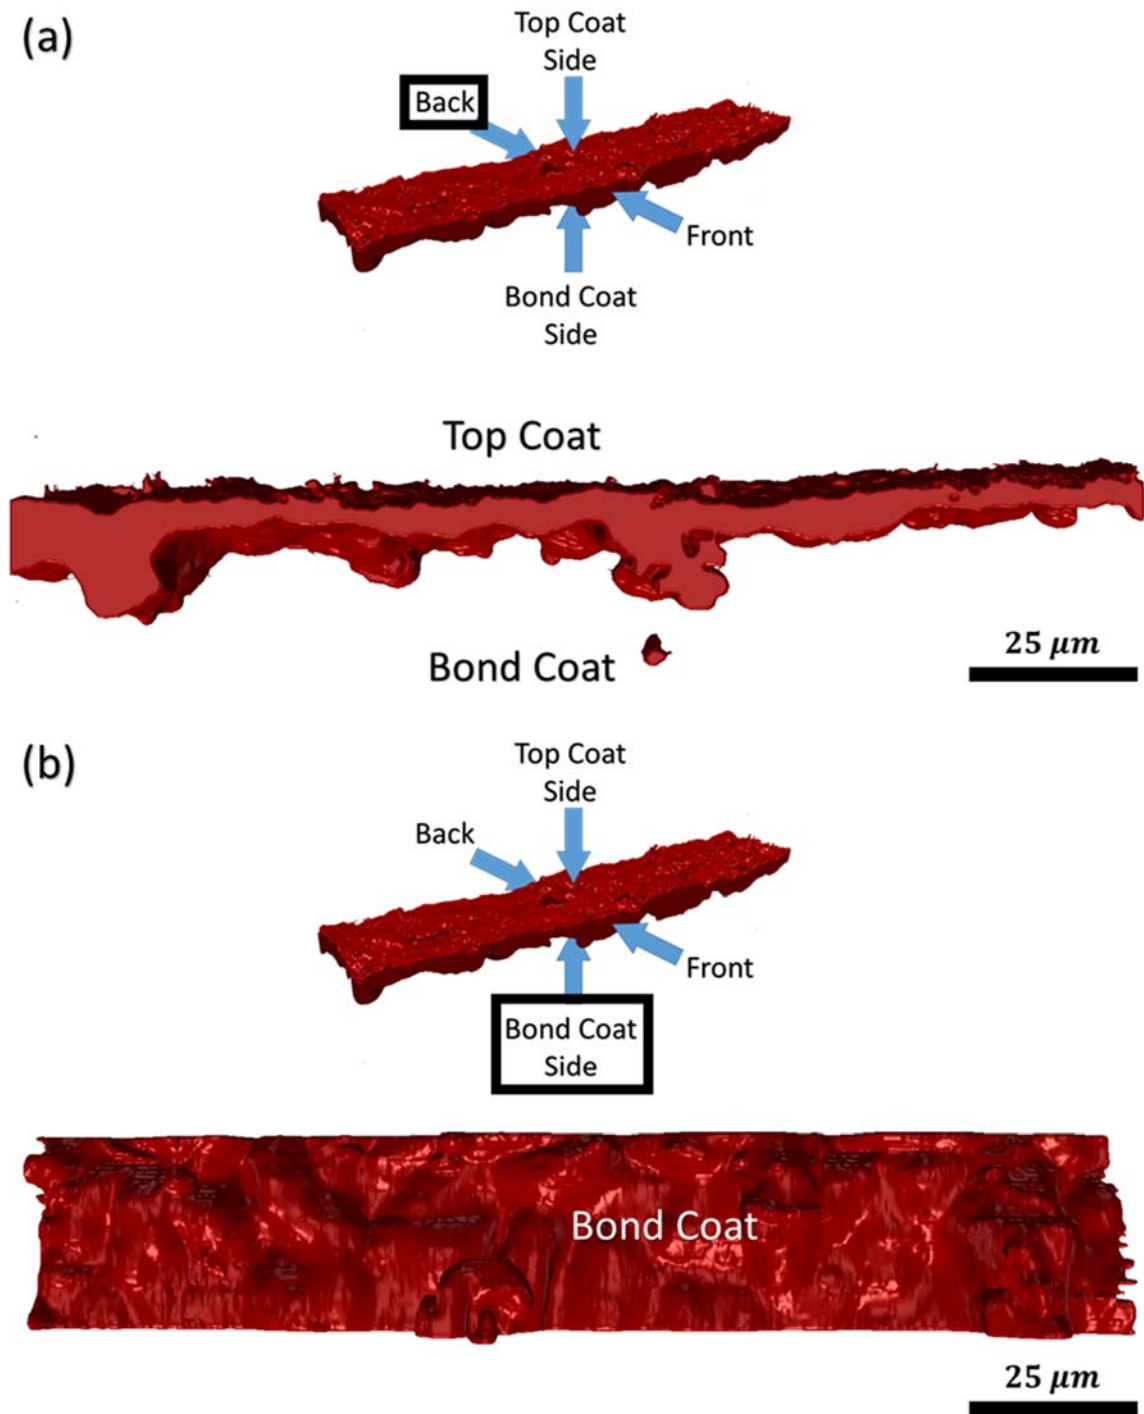 (a)
Top Coat
Side
Back
Front
Bond Coat
Side
Top Coat
Bond Coat
25 μm
(b)
Top Coat
Side
Back
Front
Bond Coat
Side
Bond Coat
25 μm